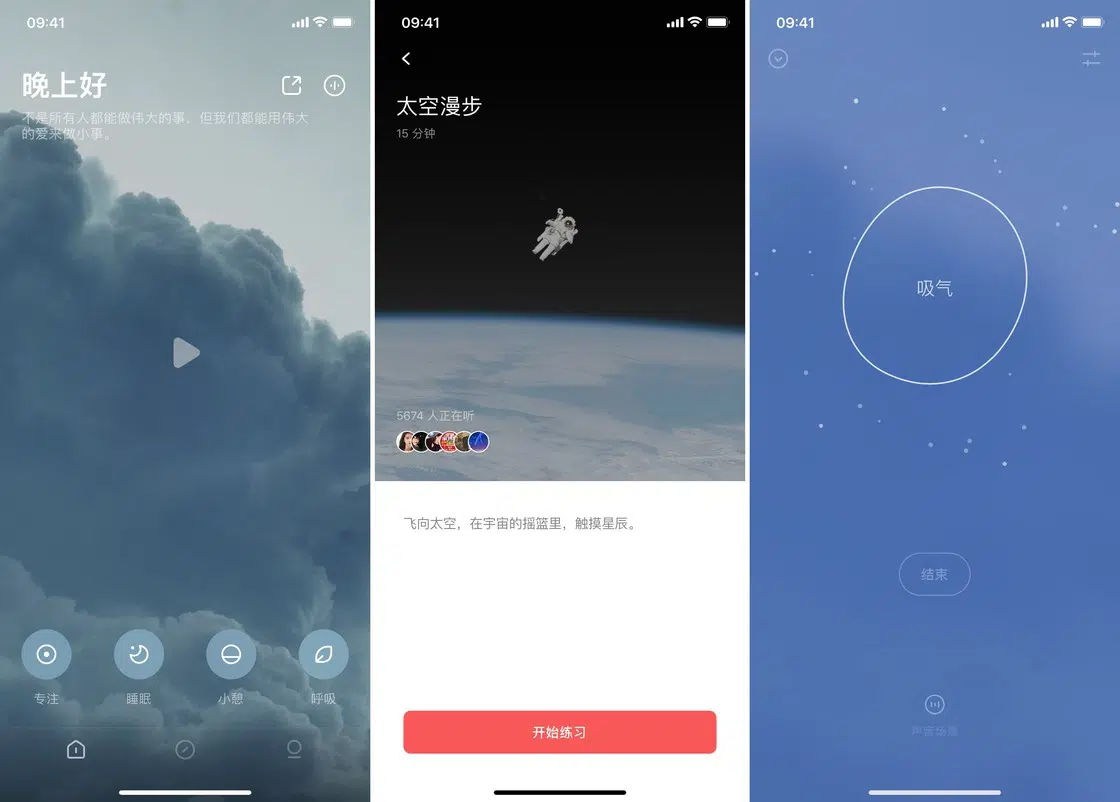 09:41
晚上好
不是所有人都能做伟大的事，但我们都能用伟大
的爱来做小事。
专注
睡眠
小憩
呼吸
09:41
太空漫步
15 分钟
5674 人正在听
飞向太空，在宇宙的摇篮里，触摸星辰。
开始练习
09:41
吸气
结束
声音场景